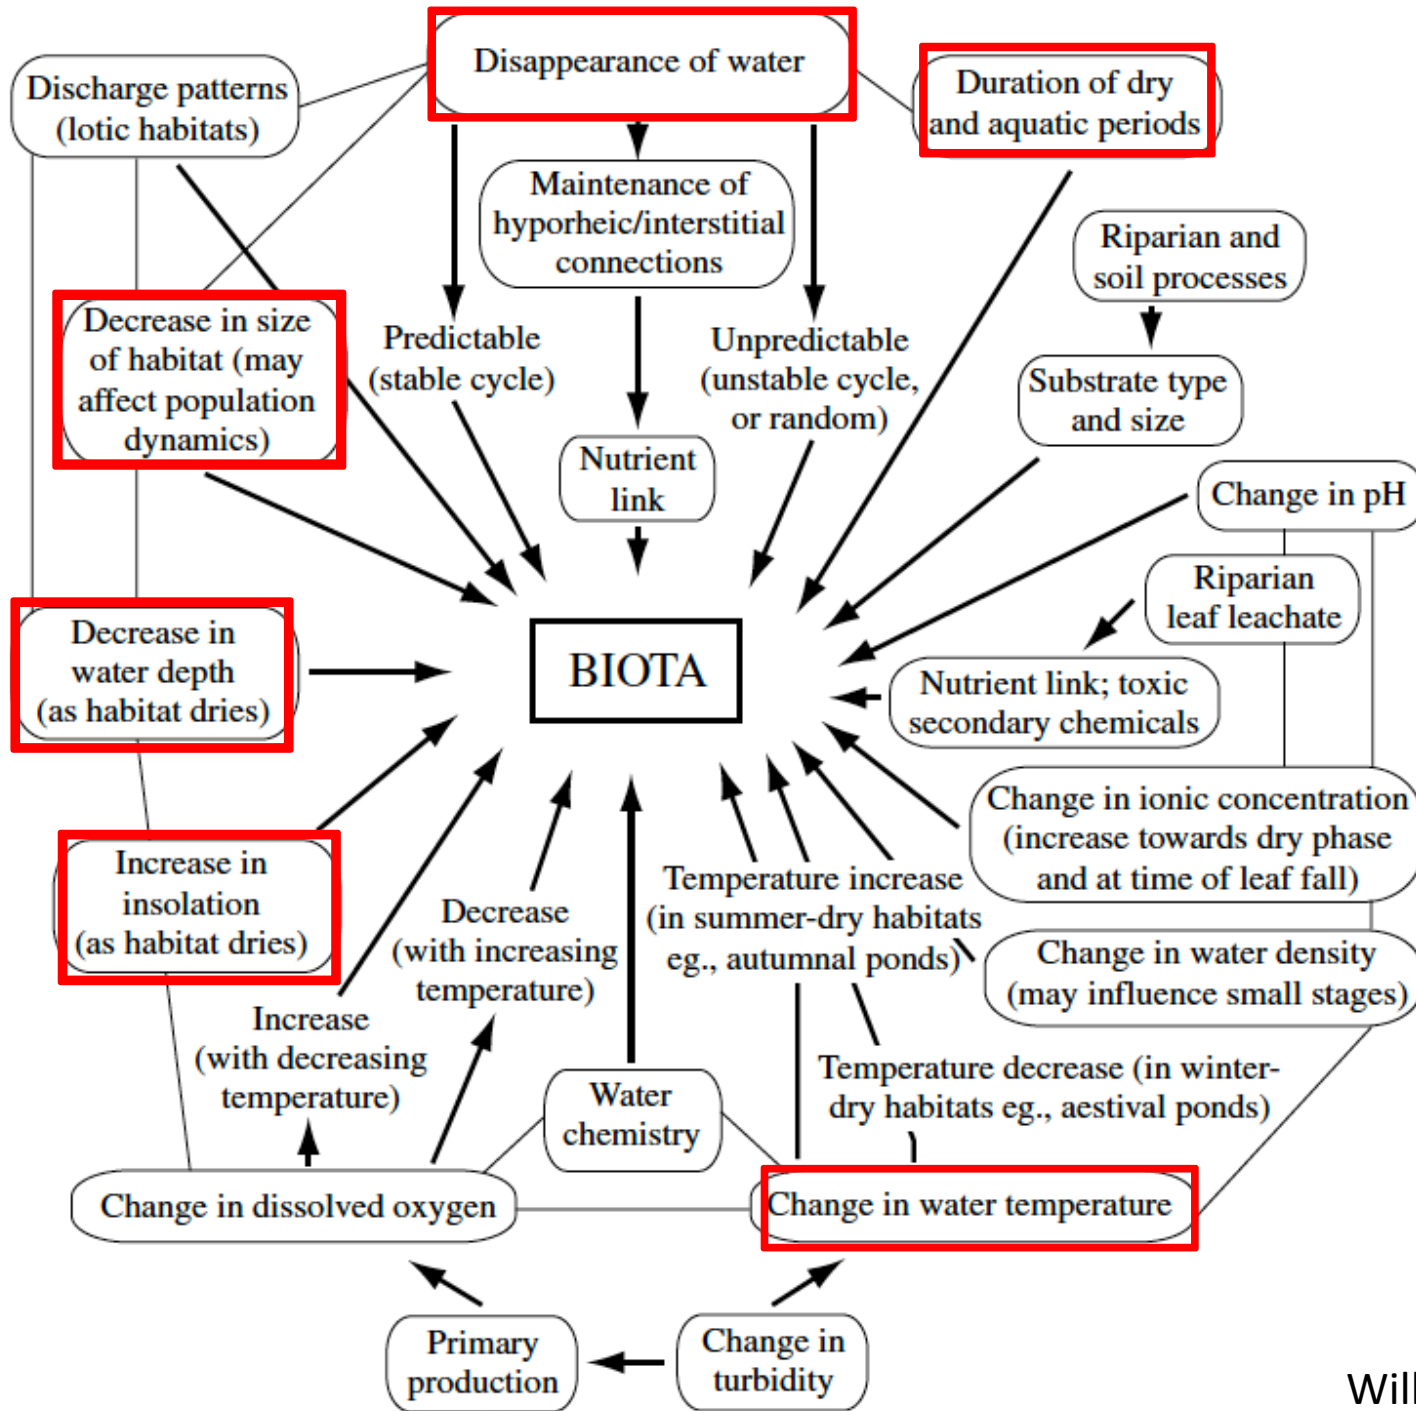 Disappearance of water
Discharge patterns
(lotic habitats)
Duration of dry
and aquatic periods
Maintenance of
hyporheic/interstitial
connections
Riparian and
soil processes
Decrease in size
of habitat (may
affect population
dynamics)
Predictable
(stable cycle)
Unpredictable
(unstable cycle,
or random)
Substrate type
and size
Nutrient
link
Change in pH
Riparian
leaf leachate
Decrease in
water depth
(as habitat dries)
BIOTA
Nutrient link; toxic
secondary chemicals
Change in ionic concentration
(increase towards dry phase
and at time of leaf fall)
Increase in
insolation
(as habitat dries)
Decrease
(with increasing
temperature)
Temperature increase
(in summer-dry habitats
eg., autumnal ponds)
Change in water density
(may influence small stages)
Increase
(with decreasing
temperature)
Water
chemistry
Temperature decrease (in winter-
dry habitats eg., aestival ponds)
Change in dissolved oxygen
Change in water temperature
Primary
production
Change in
turbidity